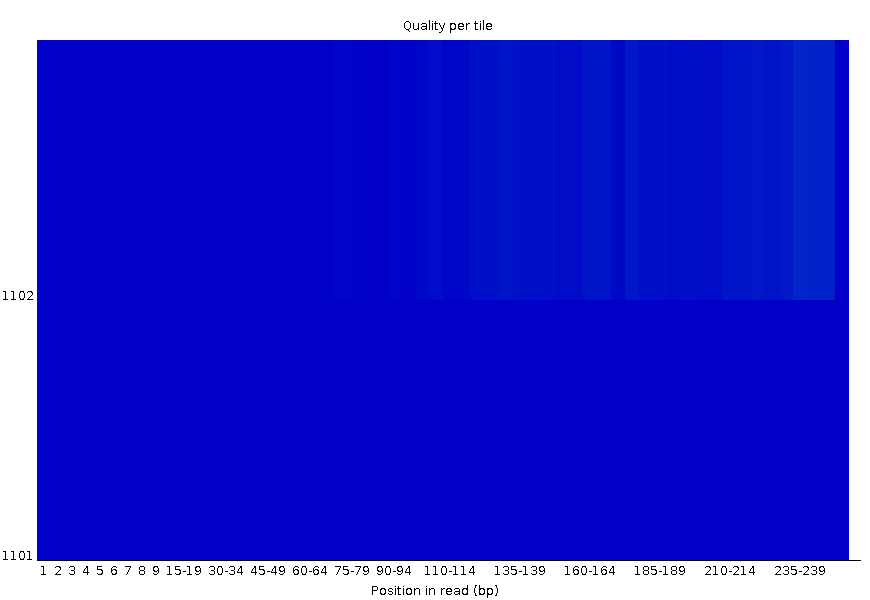 Quality per tile
1102
1101
1 2 3 4 5 6 7 8 9 15-19 30-34 45-49 60-64 75-79 90-94 110-114 135-139 160-164 185-189 210-214 235-239
Position in read (bp)